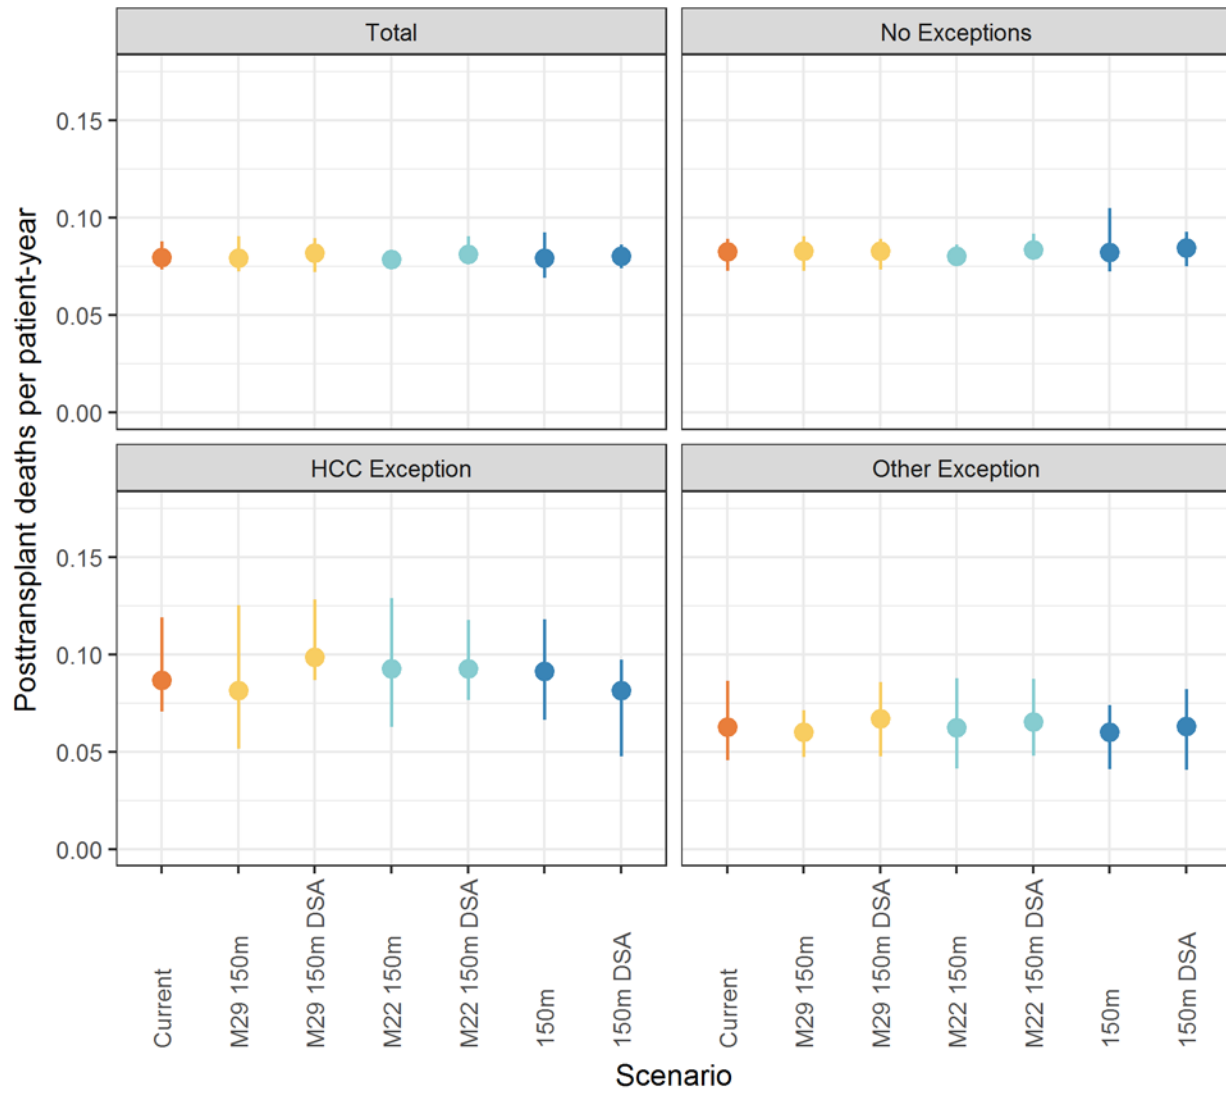 Total
No Exceptions
Posttransplant deaths per patient-year
0.15
0.10
0.05
0.00
HCC Exception
Other Exception
0.15
0.10
0.05
0.00
Current
M29 150m
M29 150m DSA
M22 150m
M22 150m DSA
150m
150m DSA
Current
M29 150m
M29 150m DSA
M22 150m
M22 150m DSA
150m
150m DSA
Scenario